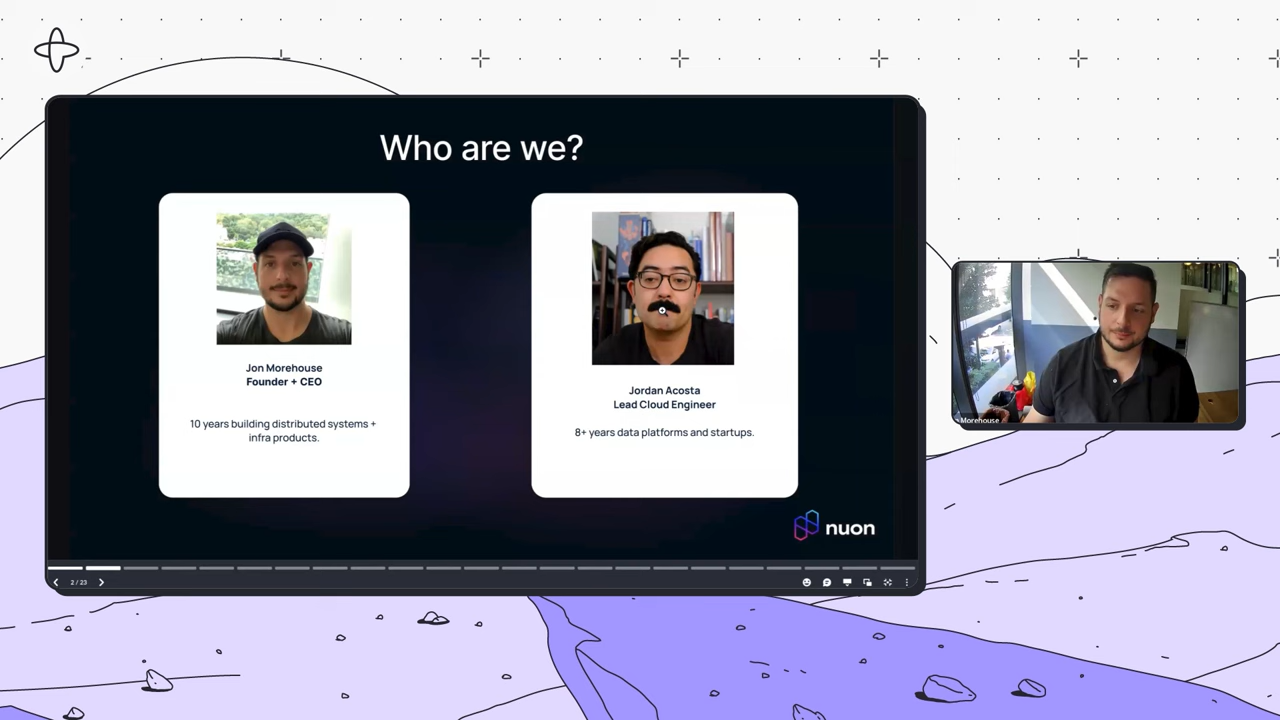 Who are we?
Jon Morehouse
Founder + CEO
10 years building distributed systems +
infra products.
Jordan Acosta
Lead Cloud Engineer
8+ years data platforms and startups.
nuon
2 / 23
Morehouse